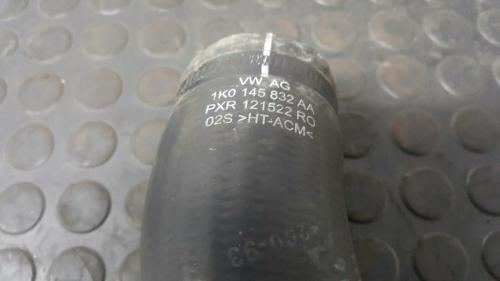 VW AG
1K0 145 832 AA
PXR 121522 RO
02S >HT-ACM<